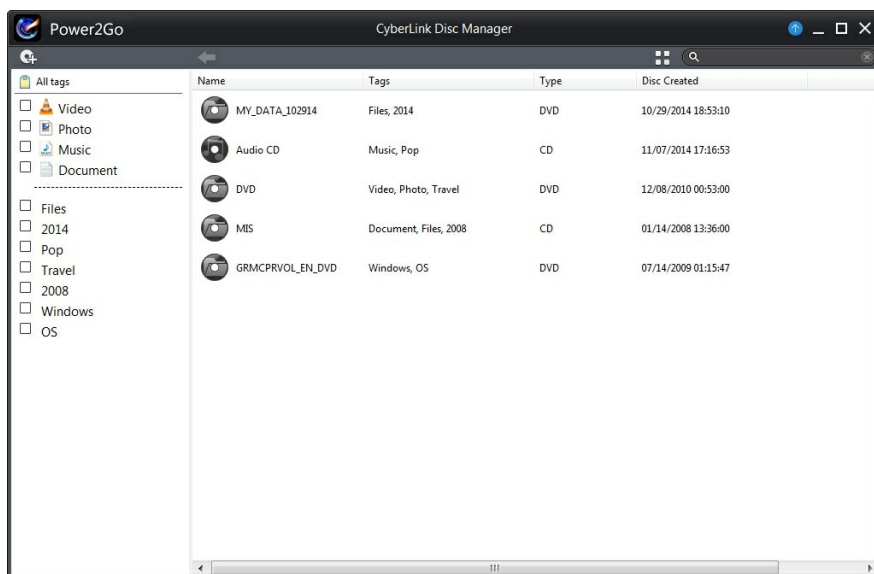 Power2Go
CyberLink Disc Manager
All tags
Video
Photo
Music
Document
Files
2014
Pop
Travel
2008
Windows
OS
Name Tags Type Disc Created
MY_DATA_102914 Files, 2014 DVD 10/29/2014 18:53:10
Audio CD Music, Pop CD 11/07/2014 17:16:53
DVD Video, Photo, Travel DVD 12/08/2010 00:53:00
MIS Document, Files, 2008 CD 01/14/2008 13:36:00
GRMCPRVOL_EN_DVD Windows, OS DVD 07/14/2009 01:15:47